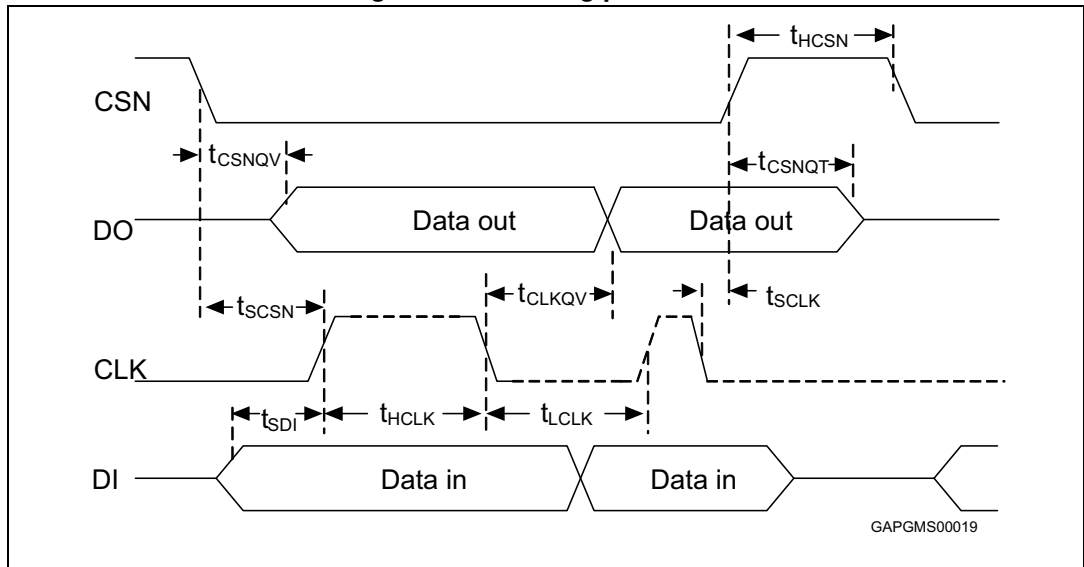 tHCSN
CSN
tCSNQV
tCSNQT
DO
Data out
Data out
tSCSN
tCLKQV
tSCLK
CLK
tSDI
tHCLK
tLCLK
DI
Data in
Data in
GAPGMS00019